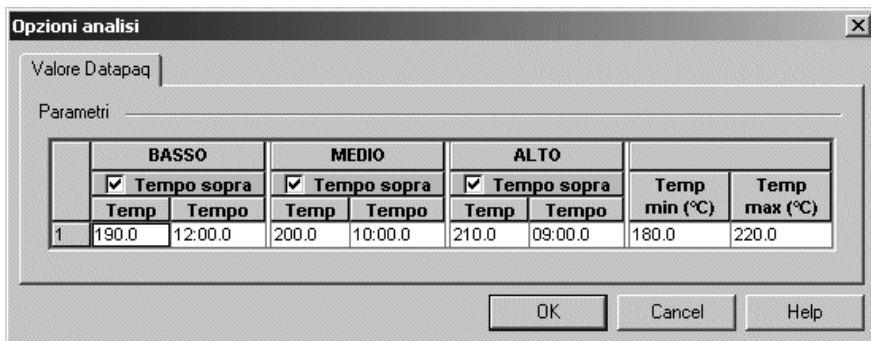 Opzioni analisi
Valore Datapaq
Parametri
BASSO MEDIO ALTO
Tempo sopra Tempo sopra Tempo sopra
Temp Tempo Temp Tempo Temp Tempo Temp min (°C) Temp max (°C)
1 190.0 12:00.0 200.0 10:00.0 210.0 09:00.0 180.0 220.0
OK Cancel Help